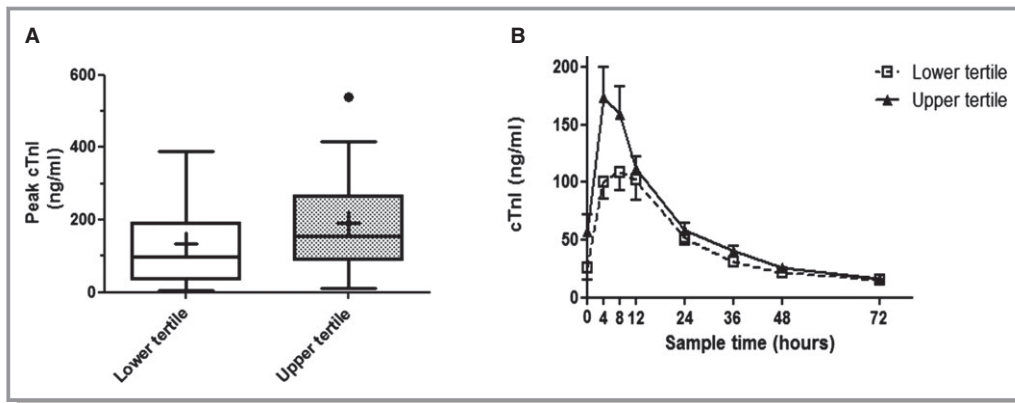 A
Peak cTnI
(ng/ml)
600
400
200
0
Lower tertile
Upper tertile
B
cTnI (ng/ml)
200
150
100
50
0
0 4 8 12 24 36 48 72
Sample time (hours)
Lower tertile
Upper tertile